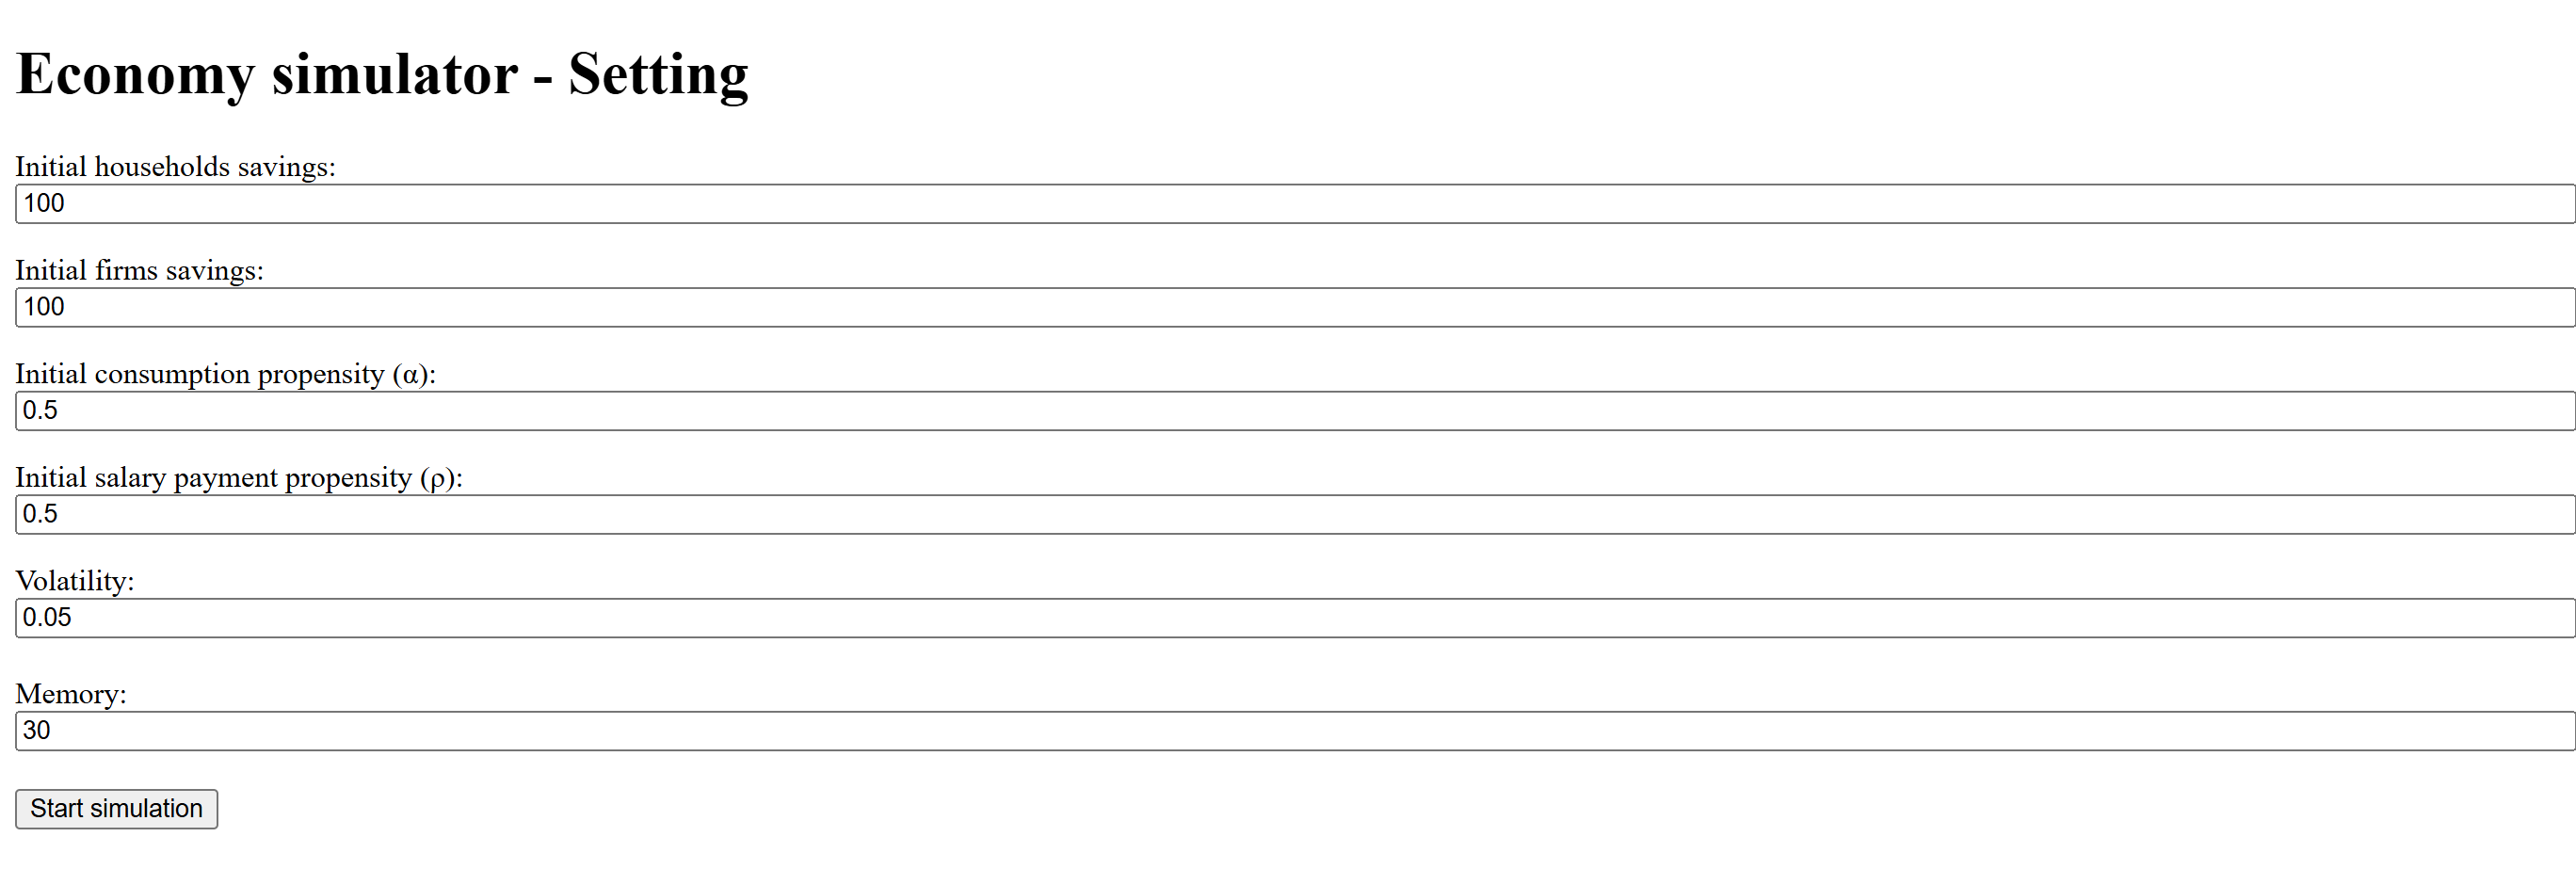 Economy simulator - Setting
Initial households savings:
100
Initial firms savings:
100
Initial consumption propensity (α):
0.5
Initial salary payment propensity (ρ):
0.5
Volatility:
0.05
Memory:
30
Start simulation